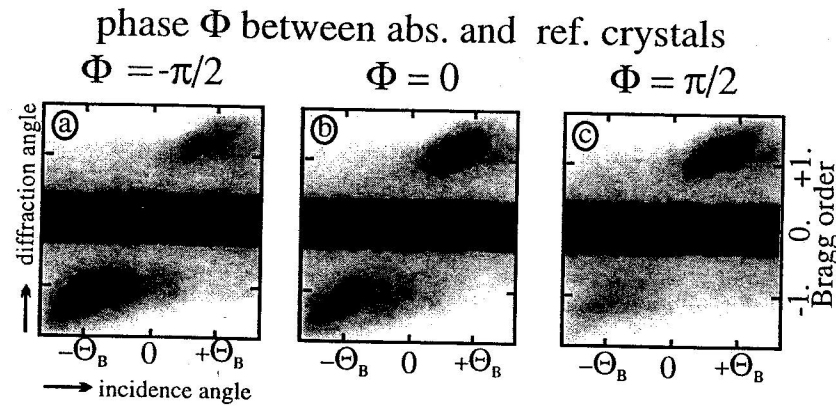 phase Φ between abs. and ref. crystals
Φ = -π/2
Φ = 0
Φ = π/2
diffraction angle
a
b
c
+1.
0.
-1.
Bragg order
-Θ_B 0 +Θ_B
-Θ_B 0 +Θ_B
-Θ_B 0 +Θ_B
incidence angle